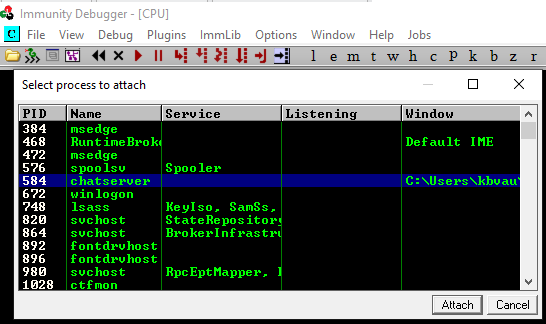 Immunity Debugger - [CPU]
C File View Debug Plugins ImmLib Options Window Help Jobs
l e m t w h c p k b z r
Select process to attach
PID Name Service Listening Window
384 msedge
468 RuntimeBroke Default IME
472 msedge
576 spoolsv Spooler
584 chatserver C:\Users\kbvau\
672 winlogon
748 lsass KeyIso, SamSs,
820 svchost StateRepository
864 svchost BrokerInfrastru
892 fontdrvhost
896 fontdrvhost
980 svchost RpcEptMapper,
1028 ctfmon
Attach Cancel